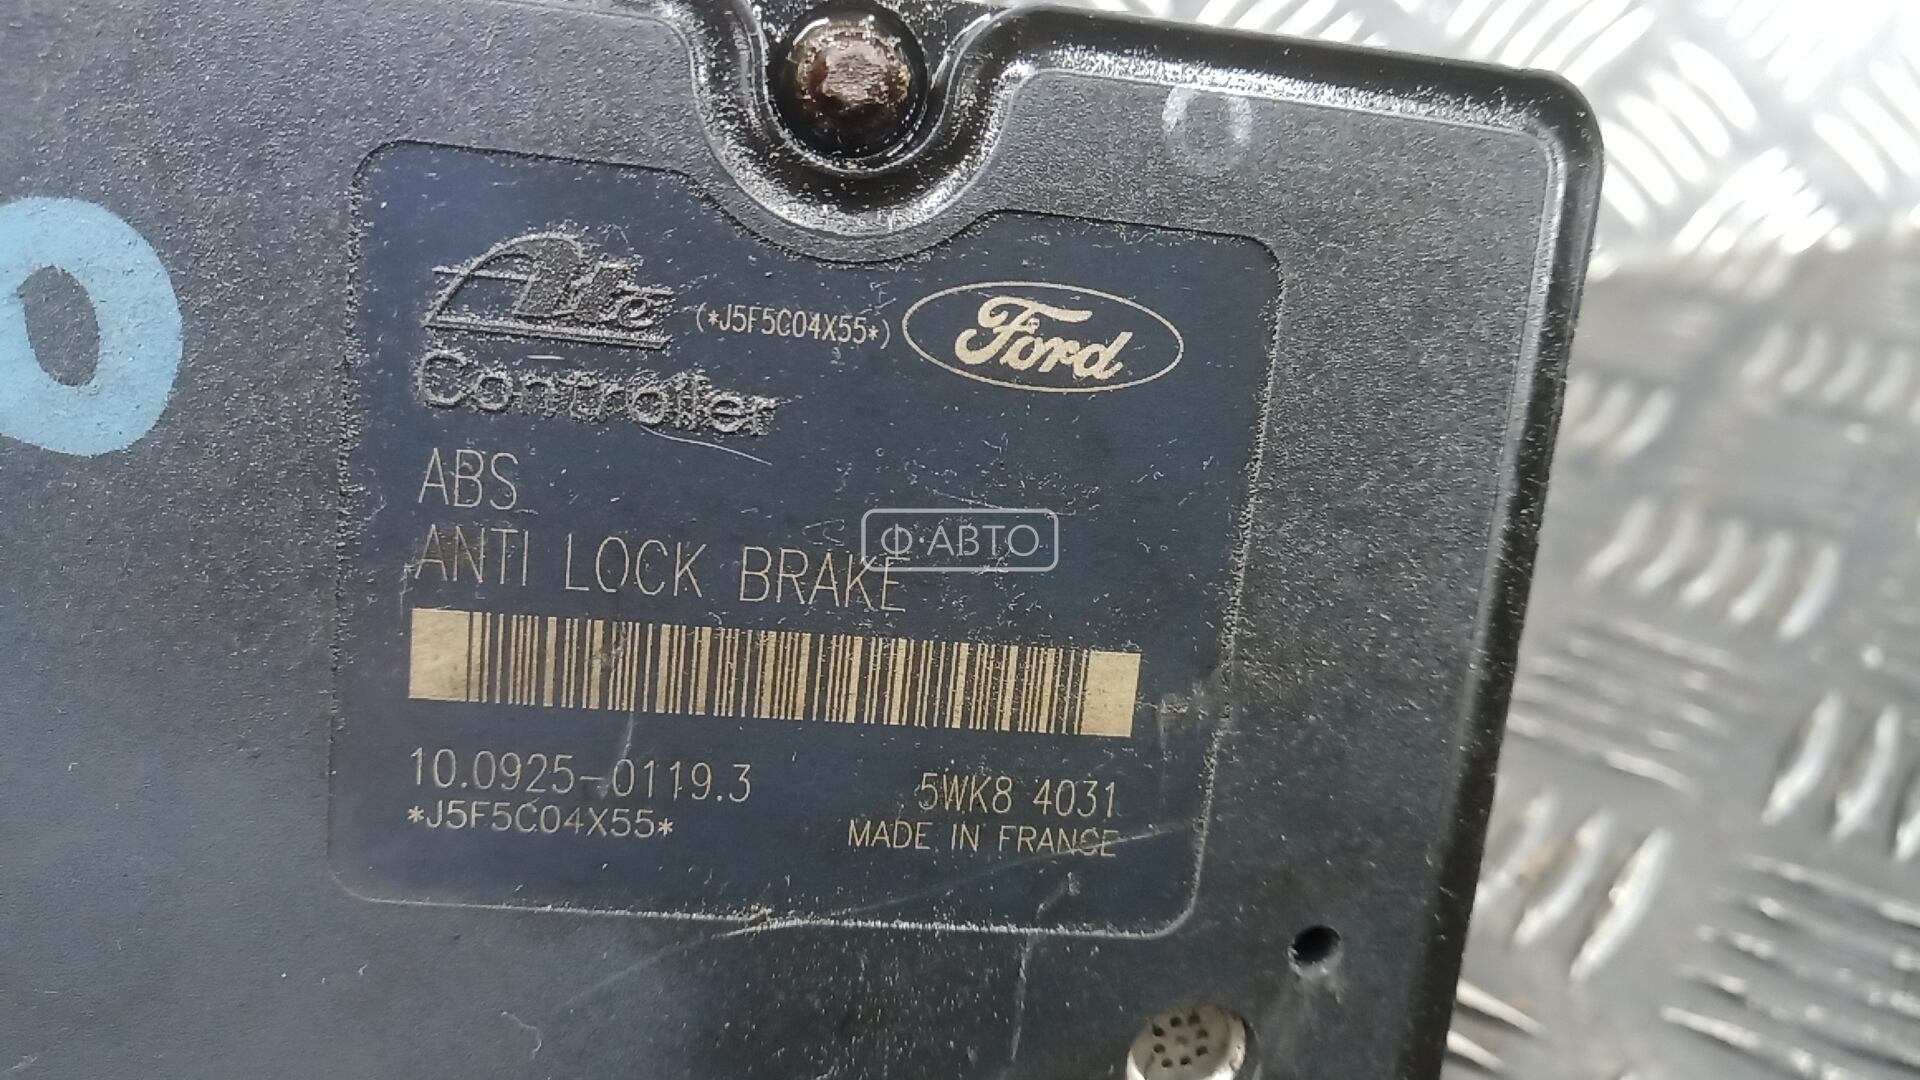 Ate
(*J5F5C04X55*)
Ford
Controller
ABS
ANTI LOCK BRAKE
Ф·АВТО
10.0925-0119.3
5WK8 4031
*J5F5C04X55*
MADE IN FRANCE